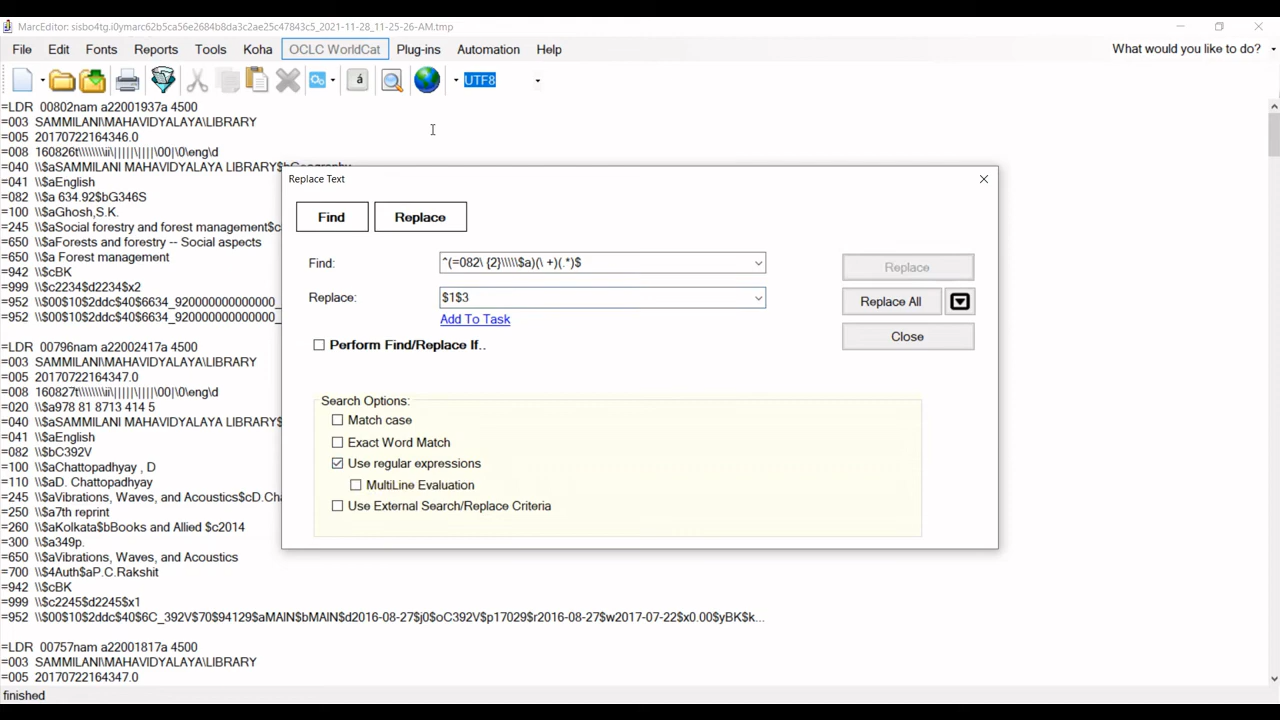 MarcEditor: sisbo4tg.i0ymarc62b5ca56e2684b8da3c2ae25c47843c5_2021-11-28_11-25-26-AM.tmp
File Edit Fonts Reports Tools Koha OCLC WorldCat Plug-ins Automation Help What would you like to do?
á UTF8
=LDR 00802nam a22001937a 4500
=003 SAMMILANI\MAHAVIDYALAYA\LIBRARY
=005 20170722164346.0
=008 160826t\\\\\\\\ii\|||||\||||\00|\0\eng\d
=040 \\$aSAMMILANI MAHAVIDYALAYA LIBRARY$bGeography
=041 \\$aEnglish
=082 \\$a 634.92$bG346S
=100 \\$aGhosh,S.K.
=245 \\$aSocial forestry and forest management$c
=650 \\$aForests and forestry -- Social aspects
=650 \\$a Forest management
=942 \\$cBK
=999 \\$c2234$d2234$x2
=952 \\$00$10$2ddc$40$6634_920000000000000_
=952 \\$00$10$2ddc$40$6634_920000000000000_
=LDR 00796nam a22002417a 4500
=003 SAMMILANI\MAHAVIDYALAYA\LIBRARY
=005 20170722164347.0
=008 160827t\\\\\\\\ii\|||||\||||\00|\0\eng\d
=020 \\$a978 81 8713 414 5
=040 \\$aSAMMILANI MAHAVIDYALAYA LIBRARY$
=041 \\$aEnglish
=082 \\$bC392V
=100 \\$aChattopadhyay , D
=110 \\$aD. Chattopadhyay
=245 \\$aVibrations, Waves, and Acoustics$cD.Cha
=250 \\$a7th reprint
=260 \\$aKolkata$bBooks and Allied $c2014
=300 \\$a349p.
=650 \\$aVibrations, Waves, and Acoustics
=700 \\$4Auth$aP.C.Rakshit
=942 \\$cBK
=999 \\$c2245$d2245$x1
=952 \\$00$10$2ddc$40$6C_392V$70$94129$aMAIN$bMAIN$d2016-08-27$j0$oC392V$p17029$r2016-08-27$w2017-07-22$x0.00$yBK$k...
=LDR 00757nam a22001817a 4500
=003 SAMMILANI\MAHAVIDYALAYA\LIBRARY
=005 20170722164347.0
finished
Replace Text
Find Replace
Find: ^(=082\ {2}\\\\\$a)(\ +)(.*)$
Replace
Replace: $1$3
Replace All
Add To Task
Close
Perform Find/Replace If..
Search Options:
Match case
Exact Word Match
Use regular expressions
MultiLine Evaluation
Use External Search/Replace Criteria